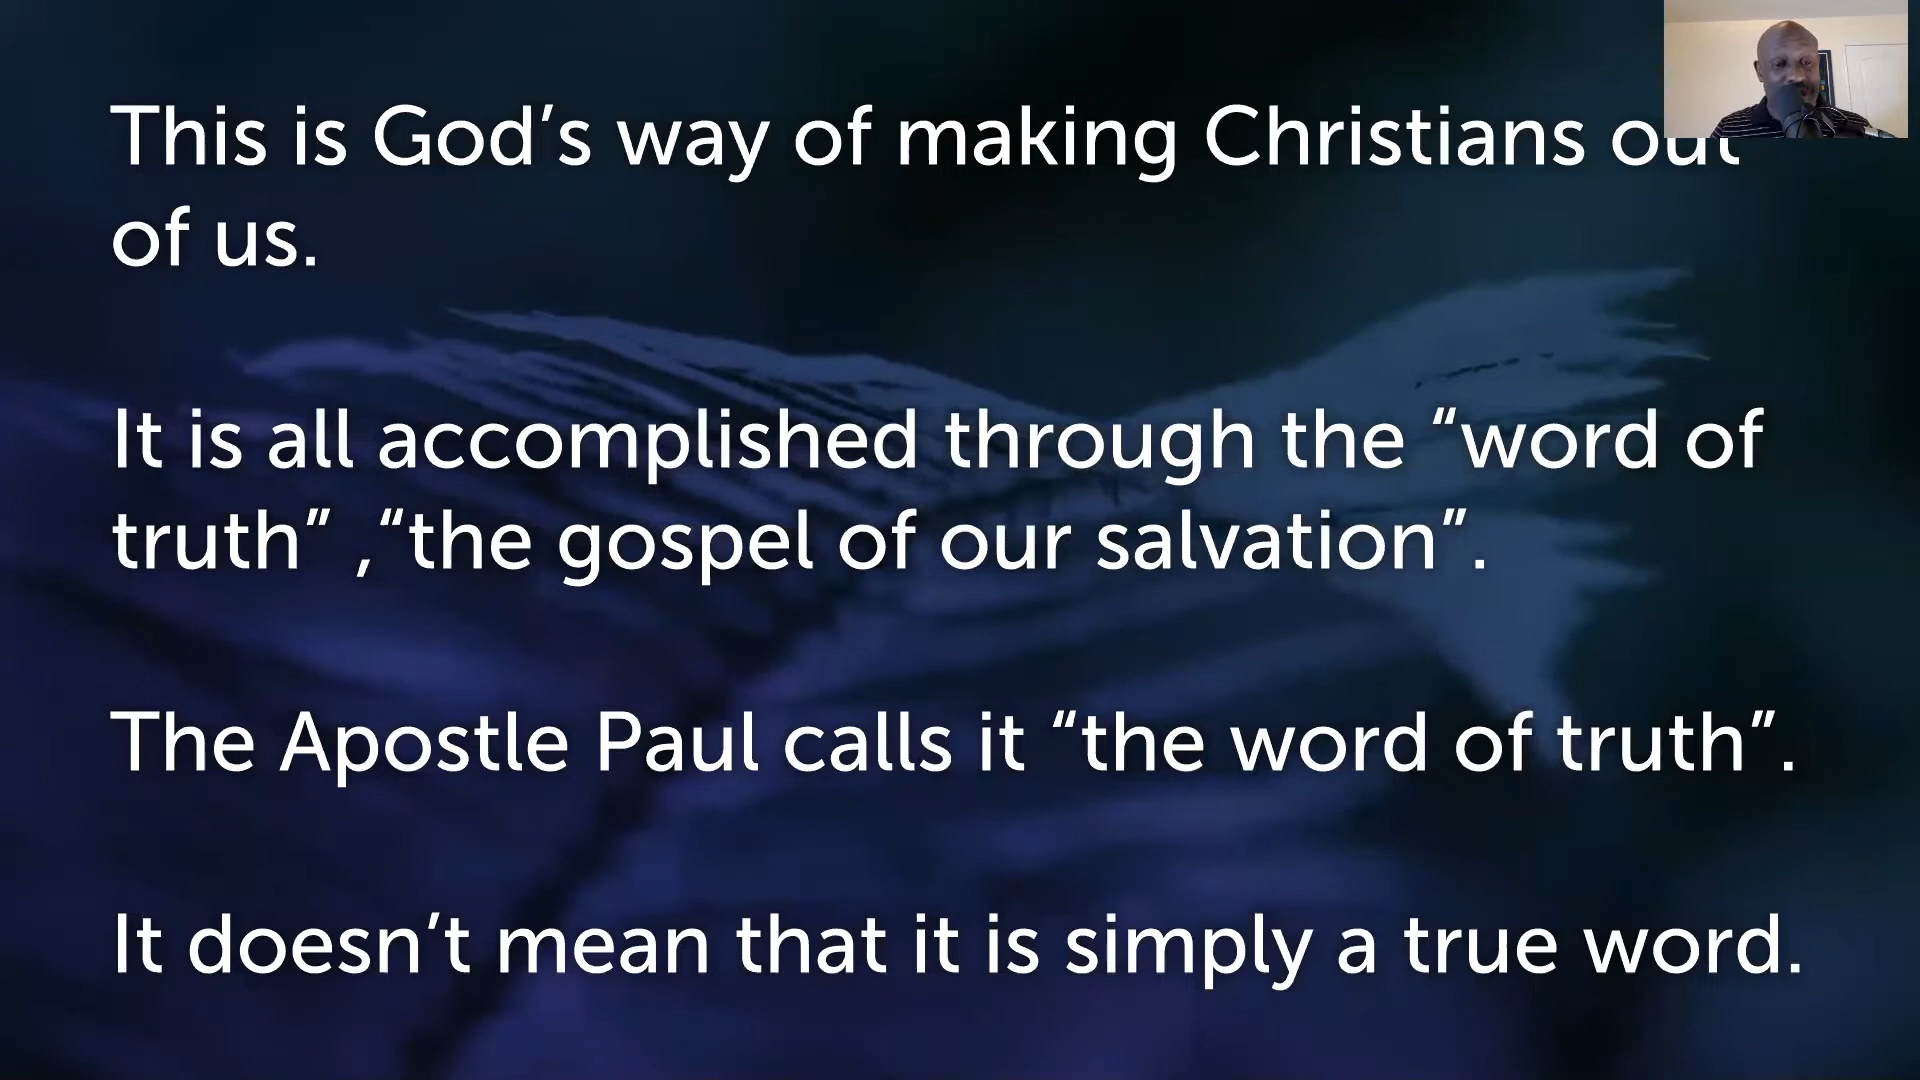 This is God’s way of making Christians out
of us.
It is all accomplished through the “word of
truth” ,“the gospel of our salvation”.
The Apostle Paul calls it “the word of truth”.
It doesn’t mean that it is simply a true word.